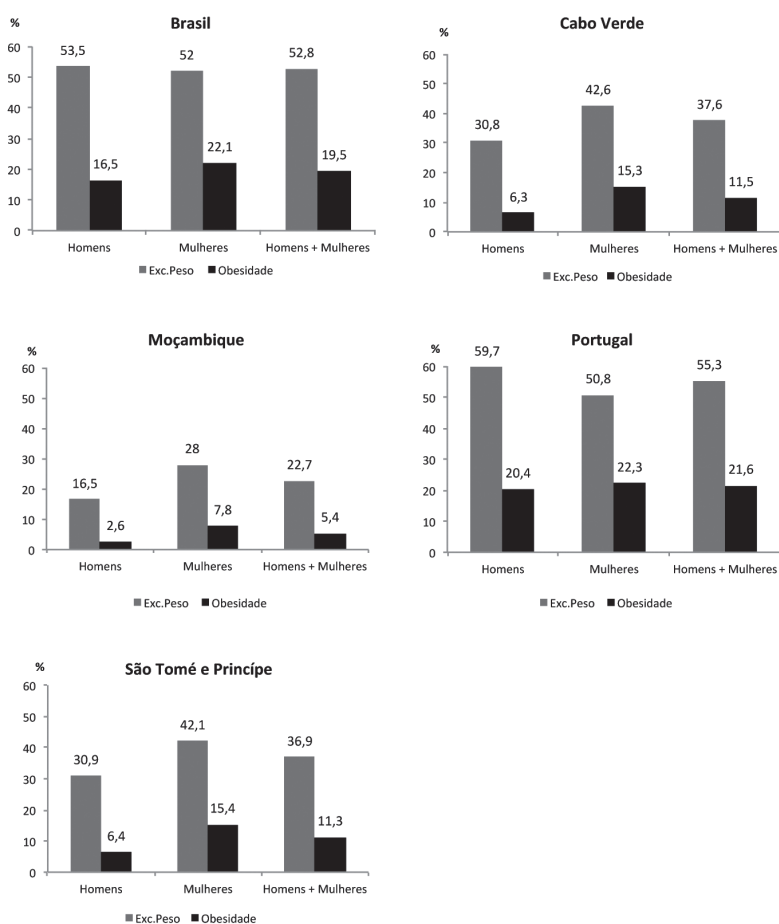 Brasil
%
60
50
40
30
20
10
0
53,5
16,5
52
22,1
52,8
19,5
Homens
Mulheres
Homens + Mulheres
Exc.Peso
Obesidade
Cabo Verde
%
60
50
40
30
20
10
0
30,8
6,3
42,6
15,3
37,6
11,5
Homens
Mulheres
Homens + Mulheres
Exc.Peso
Obesidade
Moçambique
%
60
50
40
30
20
10
0
16,5
2,6
28
7,8
22,7
5,4
Homens
Mulheres
Homens + Mulheres
Exc.Peso
Obesidade
Portugal
%
60
50
40
30
20
10
0
59,7
20,4
50,8
22,3
55,3
21,6
Homens
Mulheres
Homens + Mulheres
Exc.Peso
Obesidade
São Tomé e Princípe
%
60
50
40
30
20
10
0
30,9
6,4
42,1
15,4
36,9
11,3
Homens
Mulheres
Homens + Mulheres
Exc.Peso
Obesidade